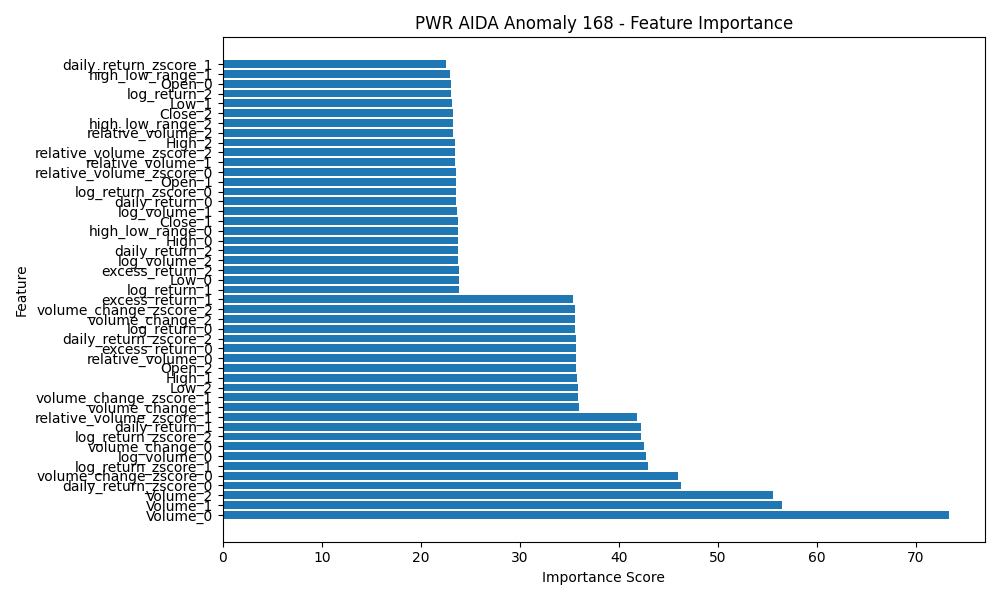 PWR AIDA Anomaly 168 - Feature Importance
daily_return_zscore_1
high_low_range_1
Open_0
log_return_2
Low_1
Close_2
high_low_range_2
relative_volume_2
High_2
relative_volume_zscore_2
relative_volume_1
relative_volume_zscore_0
Open_1
log_return_zscore_0
daily_return_0
log_volume_1
Close_1
high_low_range_0
High_0
daily_return_2
log_volume_2
excess_return_2
Low_0
log_return_1
excess_return_1
volume_change_zscore_2
volume_change_2
log_return_0
daily_return_zscore_2
excess_return_0
relative_volume_0
Open_2
High_1
Low_2
volume_change_zscore_1
volume_change_1
relative_volume_zscore_1
daily_return_1
log_return_zscore_2
volume_change_0
log_volume_0
log_return_zscore_1
volume_change_zscore_0
daily_return_zscore_0
Volume_2
Volume_1
Volume_0
Feature
0 10 20 30 40 50 60 70
Importance Score